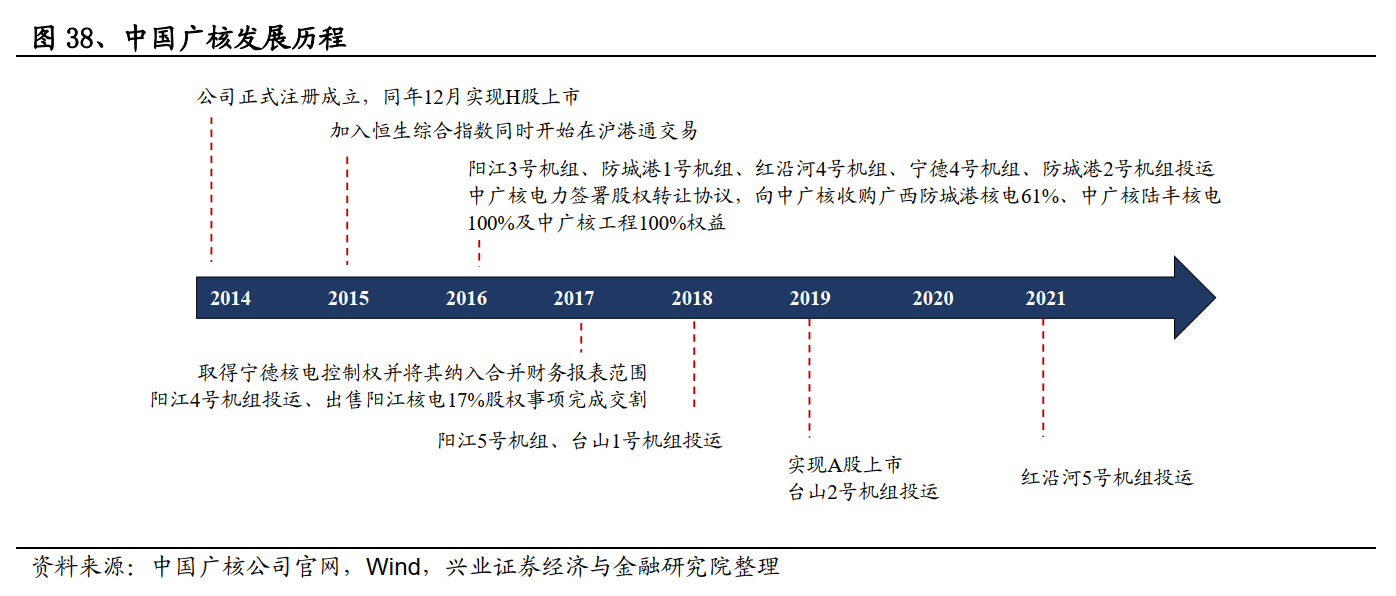 图 38、中国广核发展历程
公司正式注册成立，同年12月实现H股上市
加入恒生综合指数同时开始在沪港通交易
阳江3号机组、防城港1号机组、红沿河4号机组、宁德4号机组、防城港2号机组投运
中广核电力签署股权转让协议，向中广核收购广西防城港核电61%、中广核陆丰核电
100%及中广核工程100%权益
2014 2015 2016 2017 2018 2019 2020 2021
取得宁德核电控制权并将其纳入合并财务报表范围
阳江4号机组投运、出售阳江核电17%股权事项完成交割
阳江5号机组、台山1号机组投运
实现A股上市
台山2号机组投运
红沿河5号机组投运
资料来源：中国广核公司官网，Wind，兴业证券经济与金融研究院整理